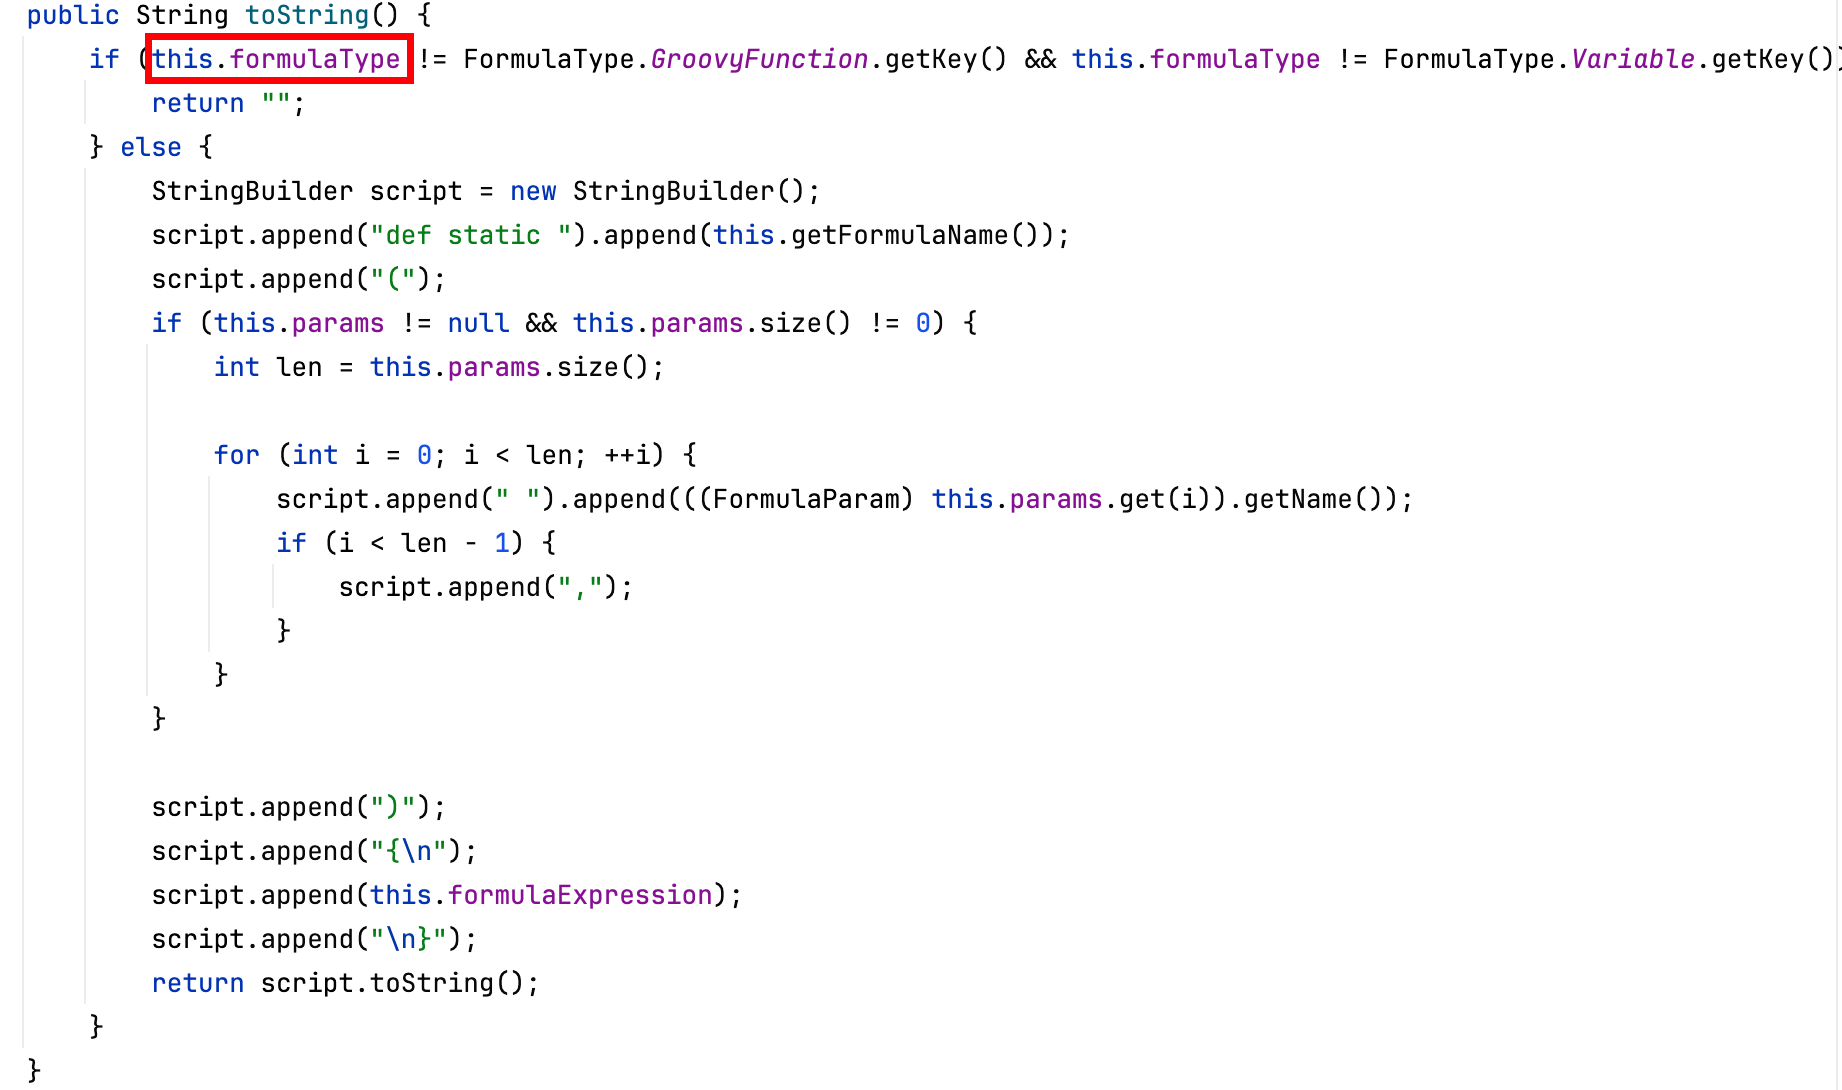 public String toString() {
if (this.formulaType != FormulaType.GroovyFunction.getKey() && this.formulaType != FormulaType.Variable.getKey())
return "";
} else {
StringBuilder script = new StringBuilder();
script.append("def static ").append(this.getFormulaName());
script.append("(");
if (this.params != null && this.params.size() != 0) {
int len = this.params.size();
for (int i = 0; i < len; ++i) {
script.append(" ").append(((FormulaParam) this.params.get(i)).getName());
if (i < len - 1) {
script.append(",");
}
}
}
script.append(")");
script.append("{\n");
script.append(this.formulaExpression);
script.append("\n}");
return script.toString();
}
}